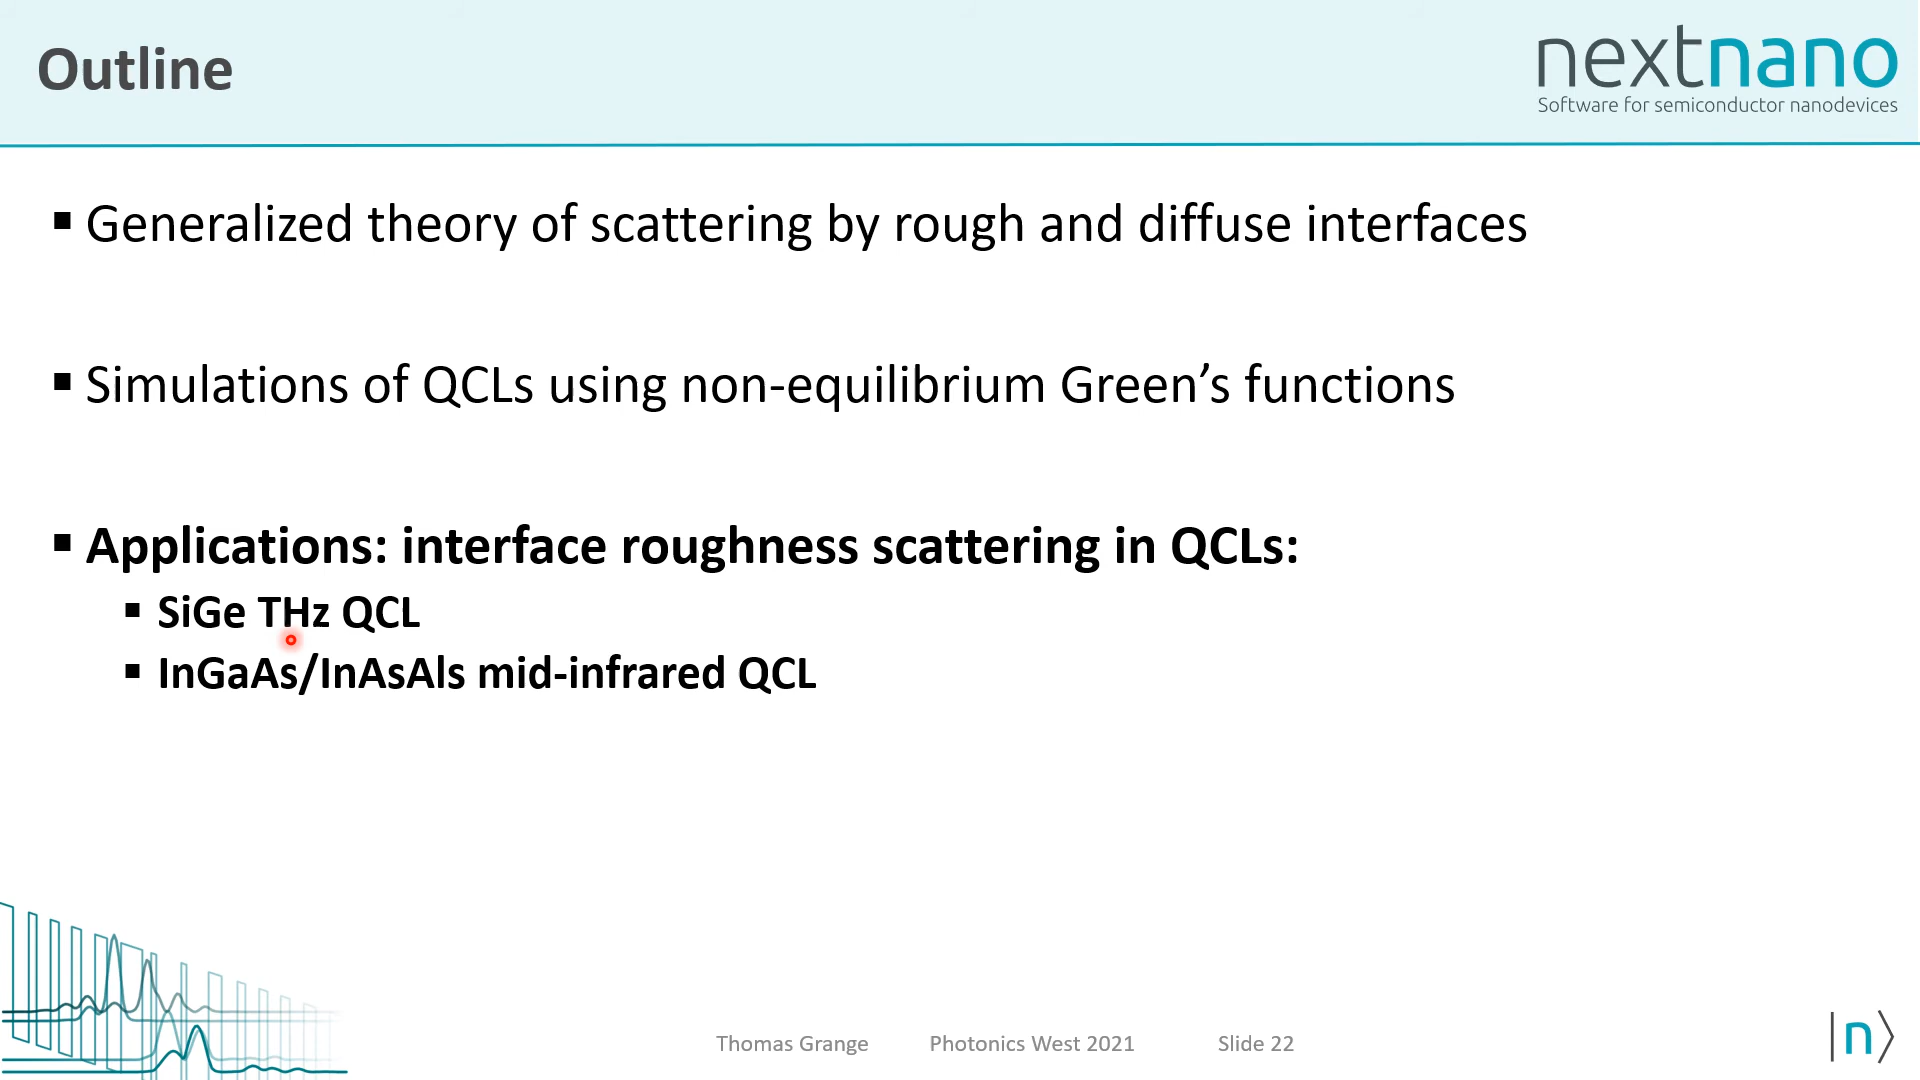 Outline
nextnano
Software for semiconductor nanodevices
▪ Generalized theory of scattering by rough and diffuse interfaces
▪ Simulations of QCLs using non-equilibrium Green’s functions
▪ Applications: interface roughness scattering in QCLs:
▪ SiGe THz QCL
▪ InGaAs/InAsAls mid-infrared QCL
Thomas Grange Photonics West 2021 Slide 22
|n⟩